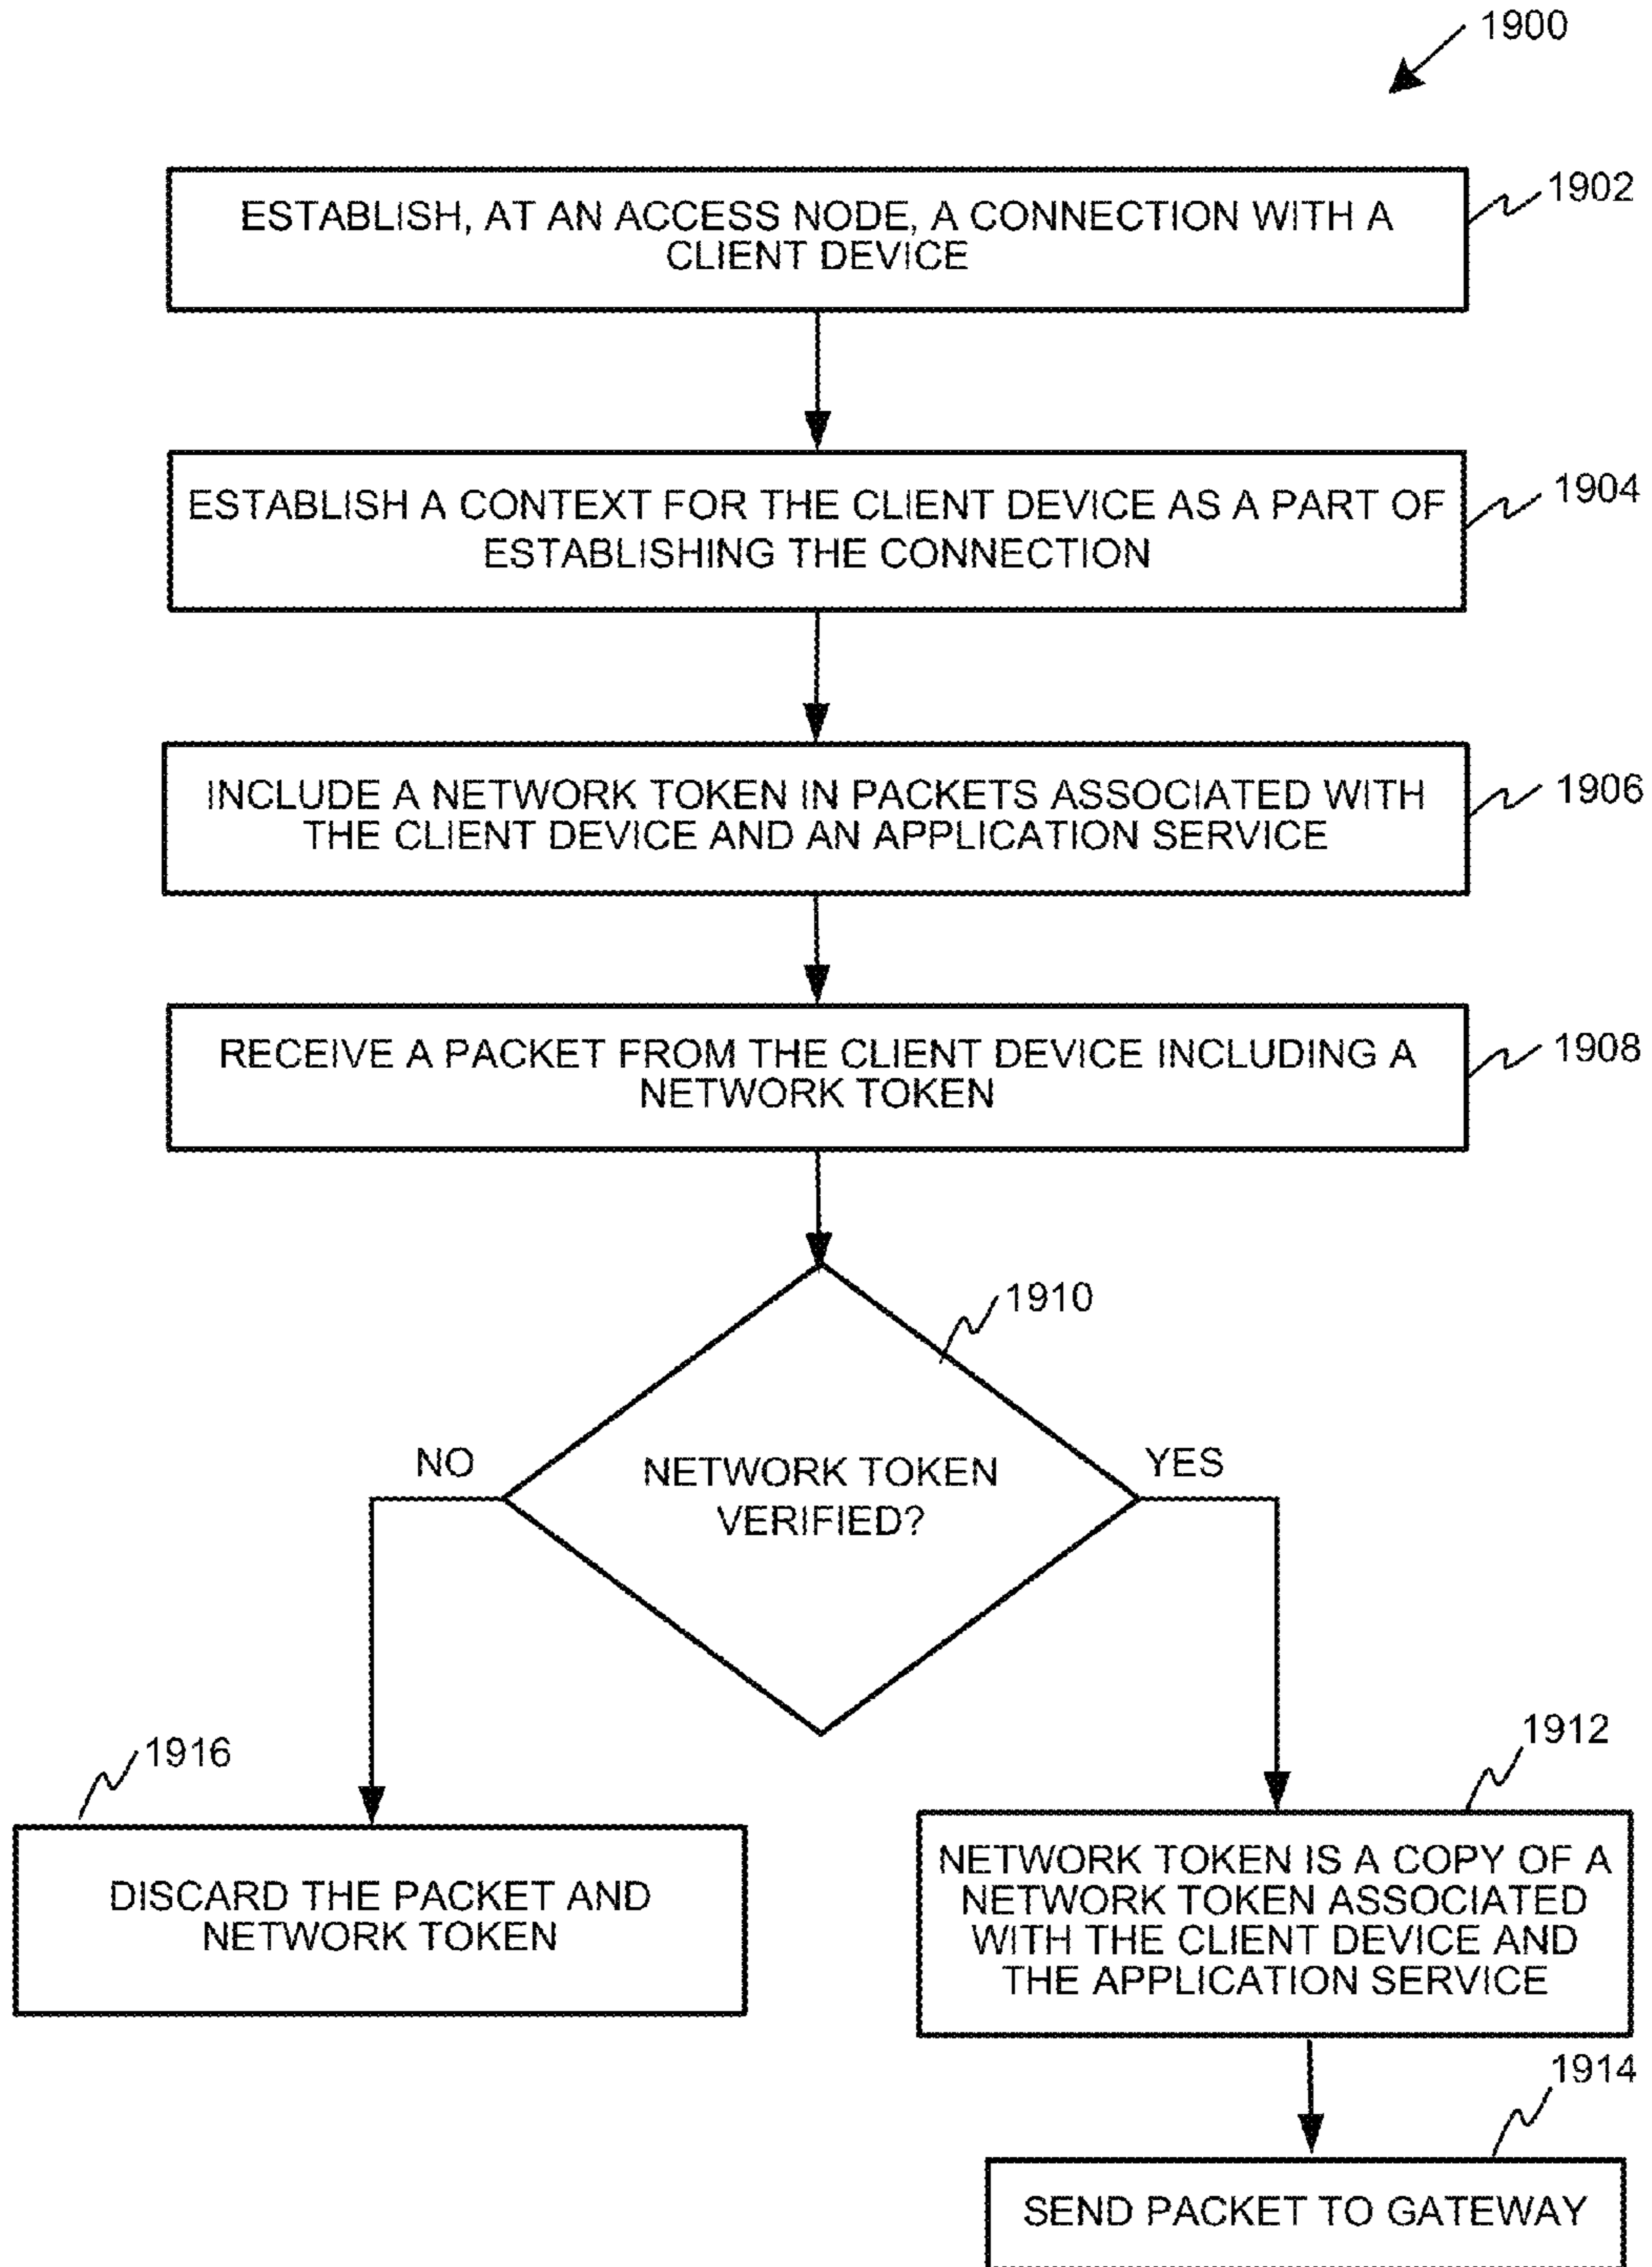 1900
ESTABLISH, AT AN ACCESS NODE, A CONNECTION WITH A
CLIENT DEVICE
1902
ESTABLISH A CONTEXT FOR THE CLIENT DEVICE AS A PART OF
ESTABLISHING THE CONNECTION
1904
INCLUDE A NETWORK TOKEN IN PACKETS ASSOCIATED WITH
THE CLIENT DEVICE AND AN APPLICATION SERVICE
1906
RECEIVE A PACKET FROM THE CLIENT DEVICE INCLUDING A
NETWORK TOKEN
1908
1910
NO
NETWORK TOKEN
VERIFIED?
YES
1916
DISCARD THE PACKET AND
NETWORK TOKEN
1912
NETWORK TOKEN IS A COPY OF A
NETWORK TOKEN ASSOCIATED
WITH THE CLIENT DEVICE AND
THE APPLICATION SERVICE
1914
SEND PACKET TO GATEWAY